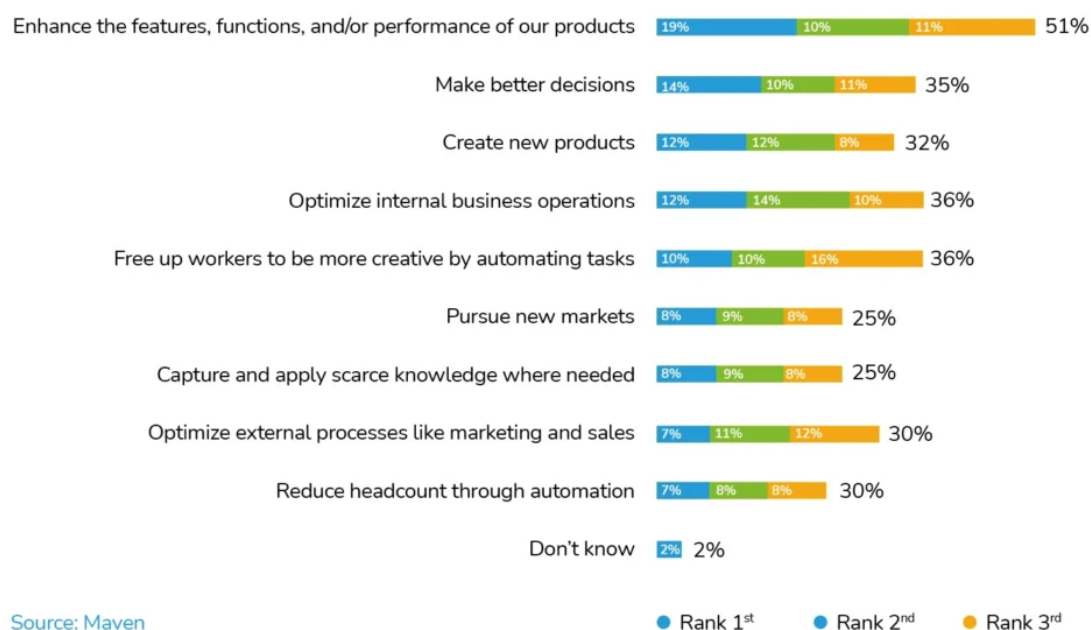 Enhance the features, functions, and/or performance of our products 19% 10% 11% 51%
Make better decisions 14% 10% 11% 35%
Create new products 12% 12% 8% 32%
Optimize internal business operations 12% 14% 10% 36%
Free up workers to be more creative by automating tasks 10% 10% 16% 36%
Pursue new markets 8% 9% 8% 25%
Capture and apply scarce knowledge where needed 8% 9% 8% 25%
Optimize external processes like marketing and sales 7% 11% 12% 30%
Reduce headcount through automation 7% 8% 8% 30%
Don't know 2% 2%
Source: Maven Rank 1st Rank 2nd Rank 3rd